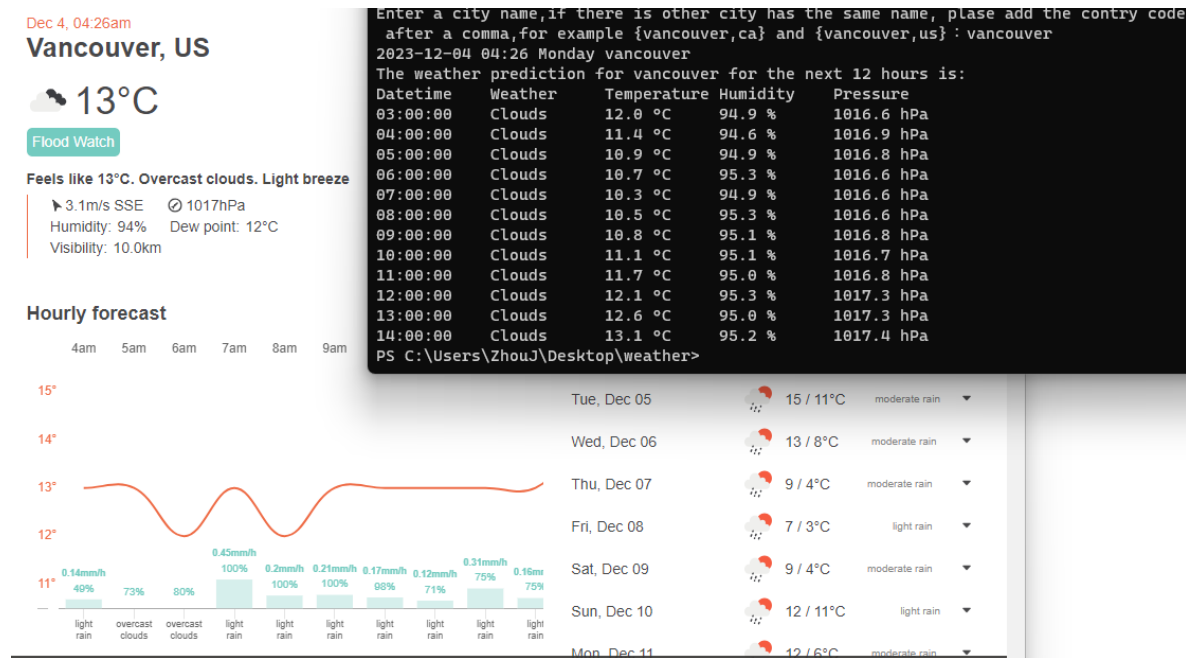 Dec 4, 04:26am
Vancouver, US
13°C
Flood Watch
Feels like 13°C. Overcast clouds. Light breeze
3.1m/s SSE 1017hPa
Humidity: 94% Dew point: 12°C
Visibility: 10.0km
Enter a city name,if there is other city has the same name, plase add the contry code
after a comma,for example {vancouver,ca} and {vancouver,us}：vancouver
2023-12-04 04:26 Monday vancouver
The weather prediction for vancouver for the next 12 hours is:
Datetime Weather Temperature Humidity Pressure
03:00:00 Clouds 12.0 °C 94.9 % 1016.6 hPa
04:00:00 Clouds 11.4 °C 94.6 % 1016.9 hPa
05:00:00 Clouds 10.9 °C 94.9 % 1016.8 hPa
06:00:00 Clouds 10.7 °C 95.3 % 1016.6 hPa
07:00:00 Clouds 10.3 °C 94.9 % 1016.6 hPa
08:00:00 Clouds 10.5 °C 95.3 % 1016.6 hPa
09:00:00 Clouds 10.8 °C 95.1 % 1016.8 hPa
10:00:00 Clouds 11.1 °C 95.1 % 1016.7 hPa
11:00:00 Clouds 11.7 °C 95.0 % 1016.8 hPa
12:00:00 Clouds 12.1 °C 95.3 % 1017.3 hPa
13:00:00 Clouds 12.6 °C 95.0 % 1017.3 hPa
14:00:00 Clouds 13.1 °C 95.2 % 1017.4 hPa
PS C:\Users\ZhouJ\Desktop\weather>
Hourly forecast
4am 5am 6am 7am 8am 9am
15°
14°
13°
12°
11°
0.14mm/h 0.45mm/h 0.2mm/h 0.21mm/h 0.17mm/h 0.12mm/h 0.31mm/h 0.16m
49% 73% 80% 100% 100% 100% 98% 71% 75% 75%
light overcast overcast light light light light light light light
rain clouds clouds rain rain rain rain rain rain rain
Tue, Dec 05 15 / 11°C moderate rain
Wed, Dec 06 13 / 8°C moderate rain
Thu, Dec 07 9 / 4°C moderate rain
Fri, Dec 08 7 / 3°C light rain
Sat, Dec 09 9 / 4°C moderate rain
Sun, Dec 10 12 / 11°C light rain
Mon, Dec 11 12 / 6°C moderate rain